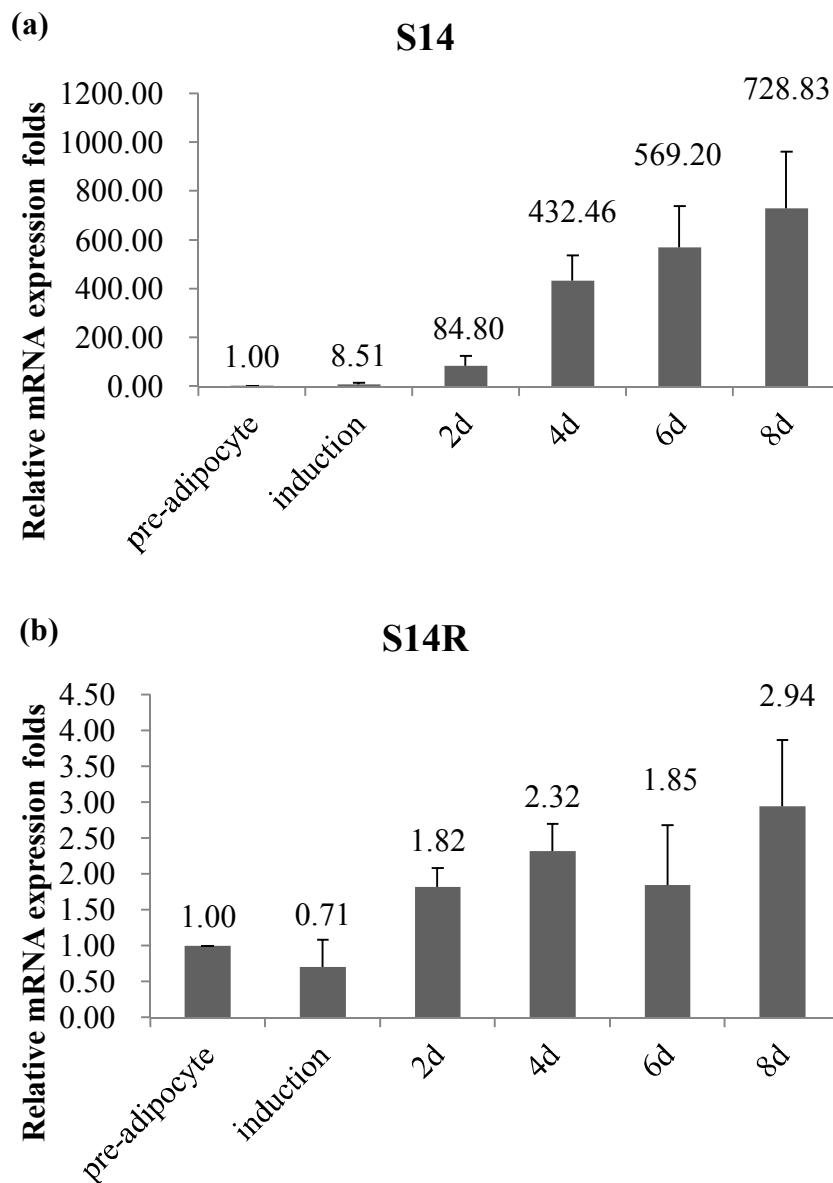 (a)
S14
Relative mRNA expression folds
1200.00
1000.00
800.00
600.00
400.00
200.00
0.00
1.00
8.51
84.80
432.46
569.20
728.83
pre-adipocyte
induction
2d
4d
6d
8d
(b)
S14R
Relative mRNA expression folds
4.50
4.00
3.50
3.00
2.50
2.00
1.50
1.00
0.50
0.00
1.00
0.71
1.82
2.32
1.85
2.94
pre-adipocyte
induction
2d
4d
6d
8d